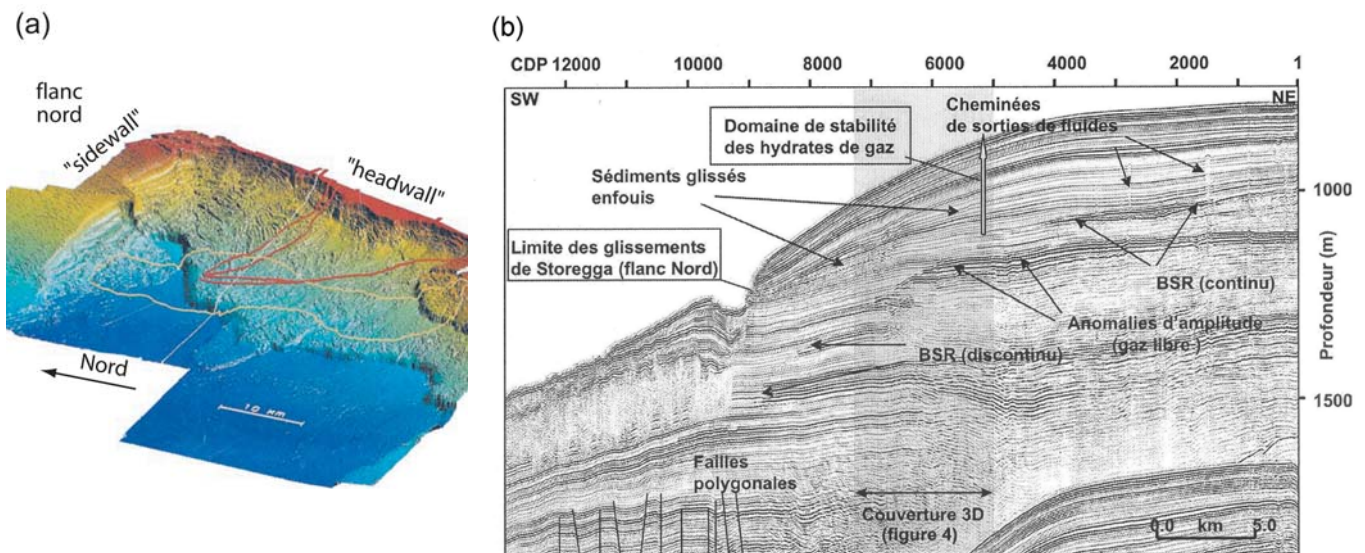 (a)
flanc
nord
"sidewall"
"headwall"
Nord
10 km
(b)
CDP 12000 10000 8000 6000 4000 2000 1
SW
NE
Cheminées
de sorties de fluides
Domaine de stabilité
des hydrates de gaz
Sédiments glissés
enfouis
1000
Limite des glissements
de Storegga (flanc Nord)
BSR (continu)
Anomalies d'amplitude
(gaz libre)
BSR (discontinu)
Profondeur (m)
1500
Failles
polygonales
Couverture 3D
(figure 4)
0.0 km 5.0